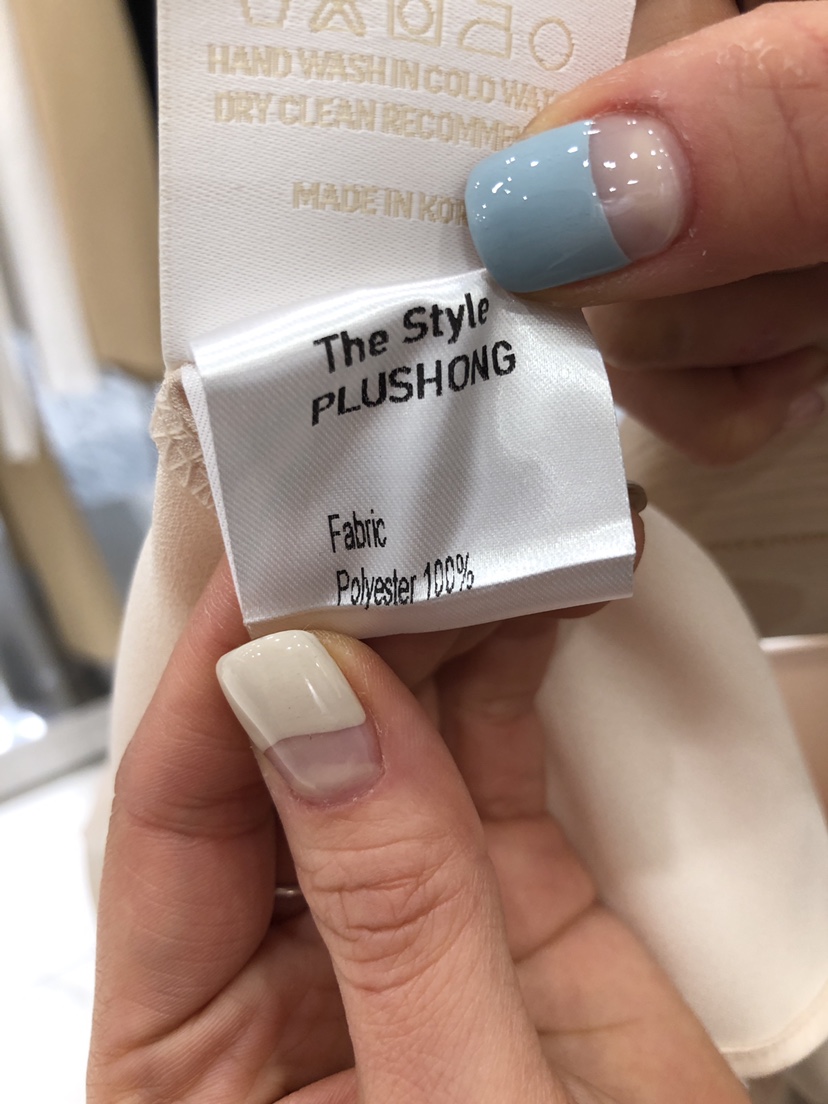 HAND WASH IN COLD
DRY CLEAN
MADE IN
The Style
PLUSHONG
Fabric
Polyester 100%